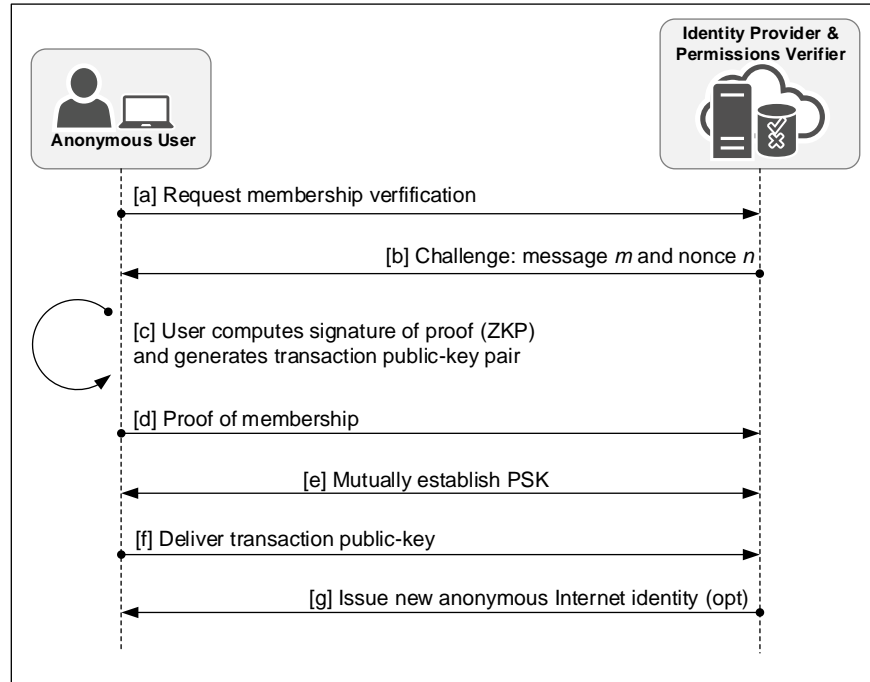 Identity Provider &
Permissions Verifier
Anonymous User
[a] Request membership verfification
[b] Challenge: message m and nonce n
[c] User computes signature of proof (ZKP)
and generates transaction public-key pair
[d] Proof of membership
[e] Mutually establish PSK
[f] Deliver transaction public-key
[g] Issue new anonymous Internet identity (opt)